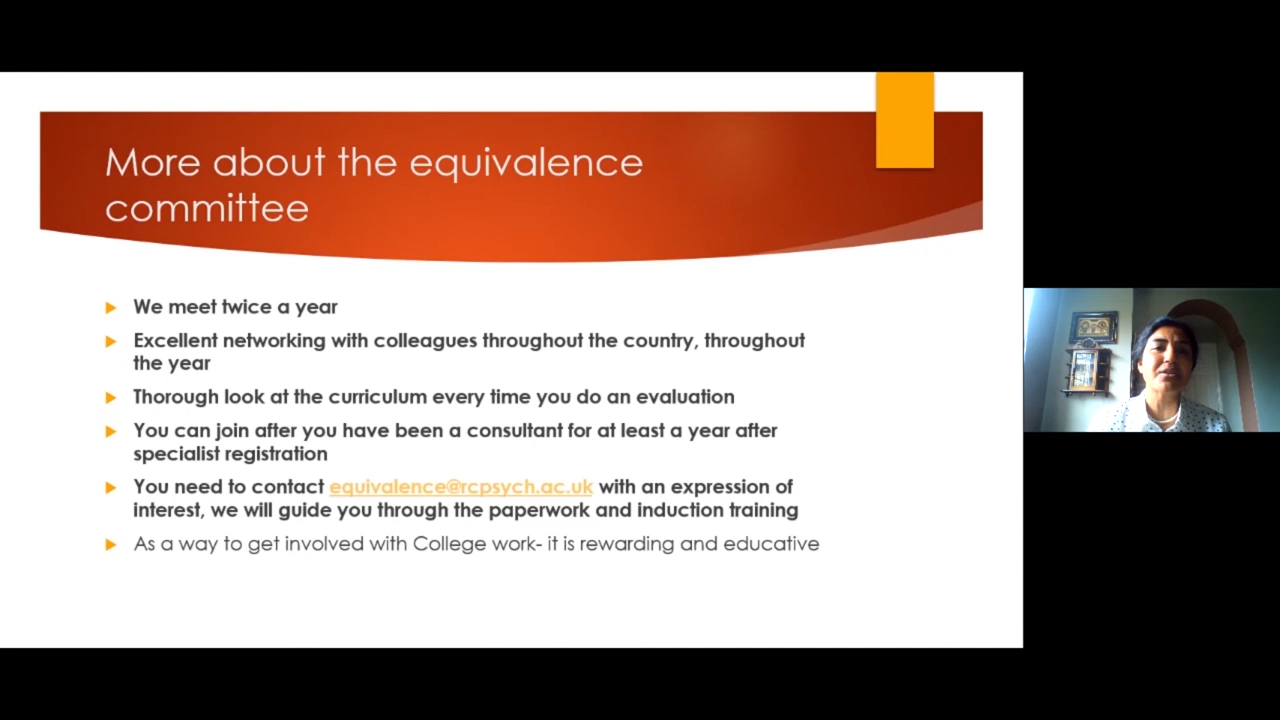 More about the equivalence
committee
We meet twice a year
Excellent networking with colleagues throughout the country, throughout
the year
Thorough look at the curriculum every time you do an evaluation
You can join after you have been a consultant for at least a year after
specialist registration
You need to contact equivalence@rcpsych.ac.uk with an expression of
interest, we will guide you through the paperwork and induction training
As a way to get involved with College work- it is rewarding and educative